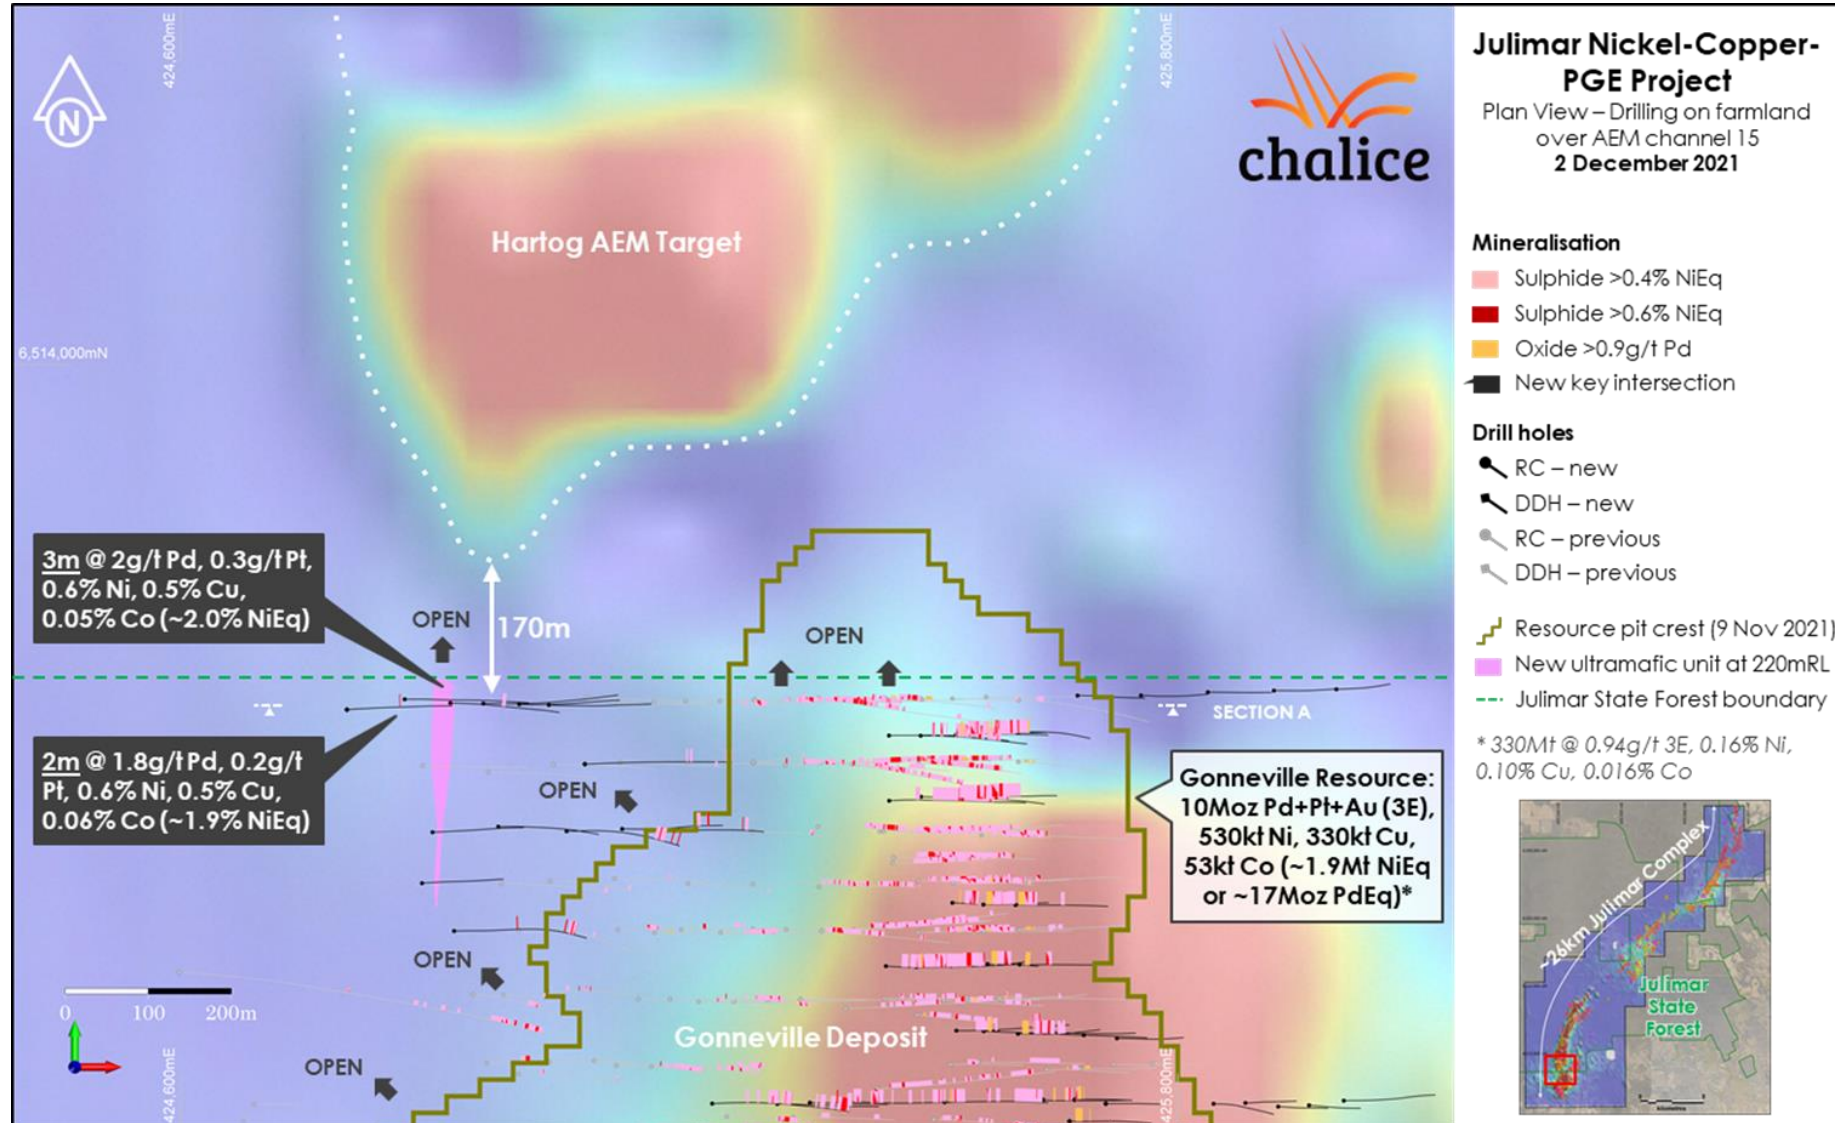 424,600mE
425,800mE
N
chalice
Hartog AEM Target
6,514,000mN
3m @ 2g/t Pd, 0.3g/t Pt,
0.6% Ni, 0.5% Cu,
0.05% Co (~2.0% NiEq)
OPEN
170m
OPEN
SECTION A
2m @ 1.8g/t Pd, 0.2g/t
Pt, 0.6% Ni, 0.5% Cu,
0.06% Co (~1.9% NiEq)
OPEN
Gonneville Resource:
10Moz Pd+Pt+Au (3E),
530kt Ni, 330kt Cu,
53kt Co (~1.9Mt NiEq
or ~17Moz PdEq)*
OPEN
0 100 200m
Gonneville Deposit
OPEN
424,600mE
425,800mE
Julimar Nickel-Copper-
PGE Project
Plan View – Drilling on farmland
over AEM channel 15
2 December 2021
Mineralisation
Sulphide >0.4% NiEq
Sulphide >0.6% NiEq
Oxide >0.9g/t Pd
New key intersection
Drill holes
RC – new
DDH – new
RC – previous
DDH – previous
Resource pit crest (9 Nov 2021)
New ultramafic unit at 220mRL
Julimar State Forest boundary
* 330Mt @ 0.94g/t 3E, 0.16% Ni,
0.10% Cu, 0.016% Co
~26km Julimar Complex
Julimar
State
Forest